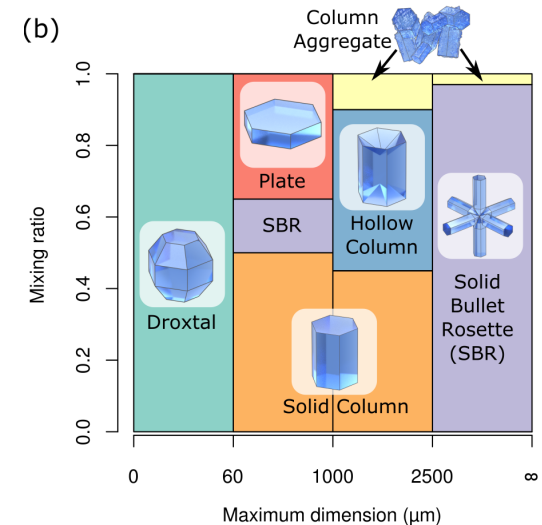 (b)
Column
Aggregate
Mixing ratio
1.0
0.8
0.6
0.4
0.2
0.0
Plate
SBR
Hollow
Column
Droxtal
Solid
Bullet
Rosette
(SBR)
Solid Column
0 60 1000 2500 ∞
Maximum dimension (μm)